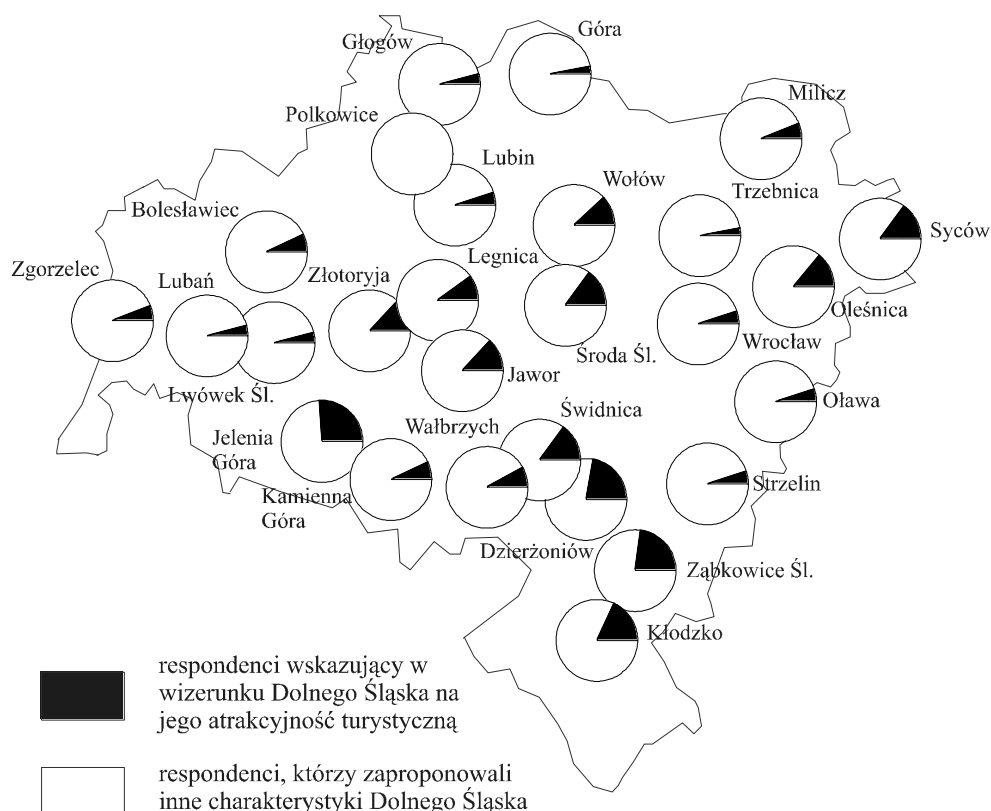 Góra
Głogów
Milicz
Polkowice
Lubin
Wołów
Trzebnica
Bolesławiec
Syców
Legnica
Zgorzelec
Lubań
Złotoryja
Oleśnica
Wrocław
Środa Śl.
Jawor
Lwówek Śl.
Oława
Świdnica
Wałbrzych
Jelenia
Góra
Strzelin
Kamienna
Góra
Dzierżoniów
Ząbkowice Śl.
Kłodzko
respondenci wskazujący w
wizerunku Dolnego Śląska na
jego atrakcyjność turystyczną
respondenci, którzy zaproponowali
inne charakterystyki Dolnego Śląska